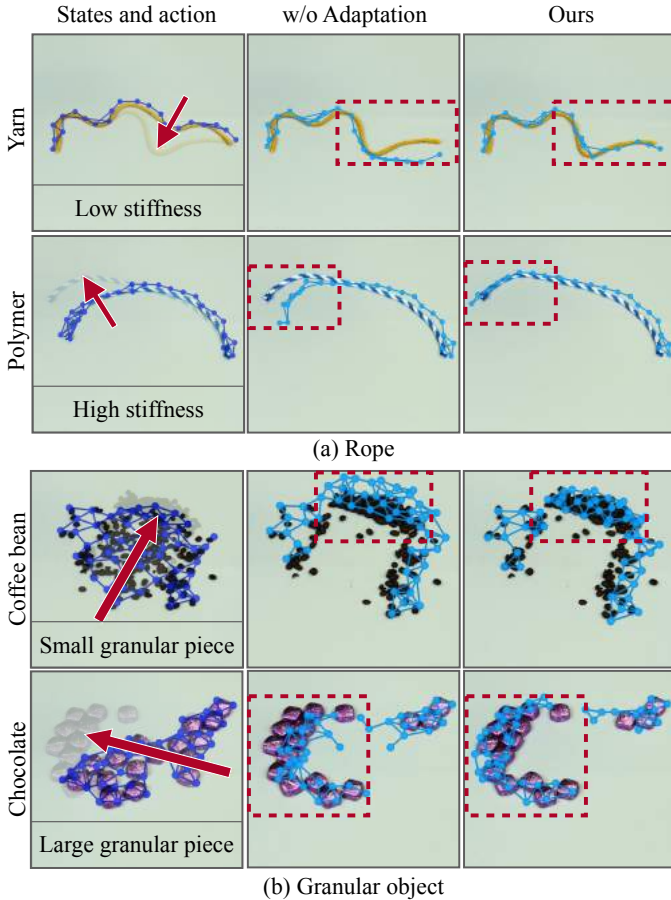 States and action
w/o Adaptation
Ours
Yarn
Low stiffness
Polymer
High stiffness
(a) Rope
Coffee bean
Small granular piece
Chocolate
Large granular piece
(b) Granular object